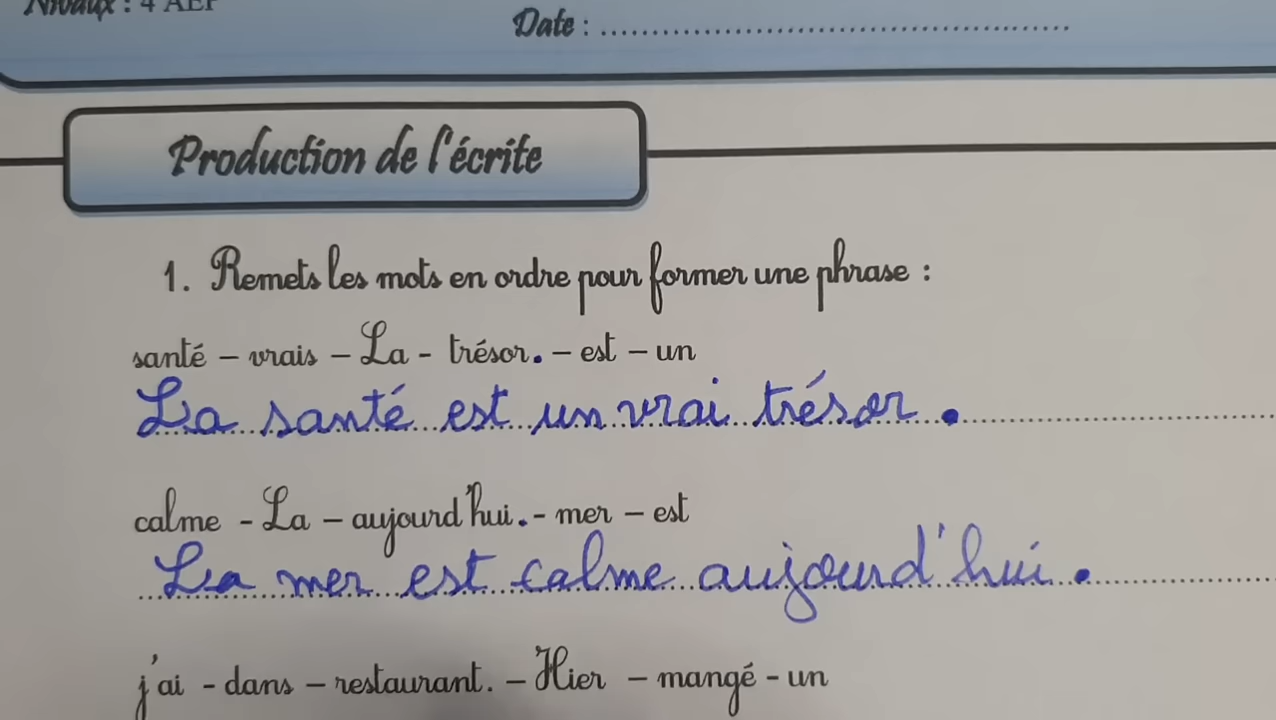 Niveaux : 4 AEP
Date : ..............................................
Production de l'écrite
1. Remets les mots en ordre pour former une phrase :
santé – vrais – La - trésor. – est – un
La santé est un vrai trésor.
calme - La – aujourd'hui. - mer – est
La mer est calme aujourd'hui.
j'ai - dans – restaurant. – Hier – mangé - un